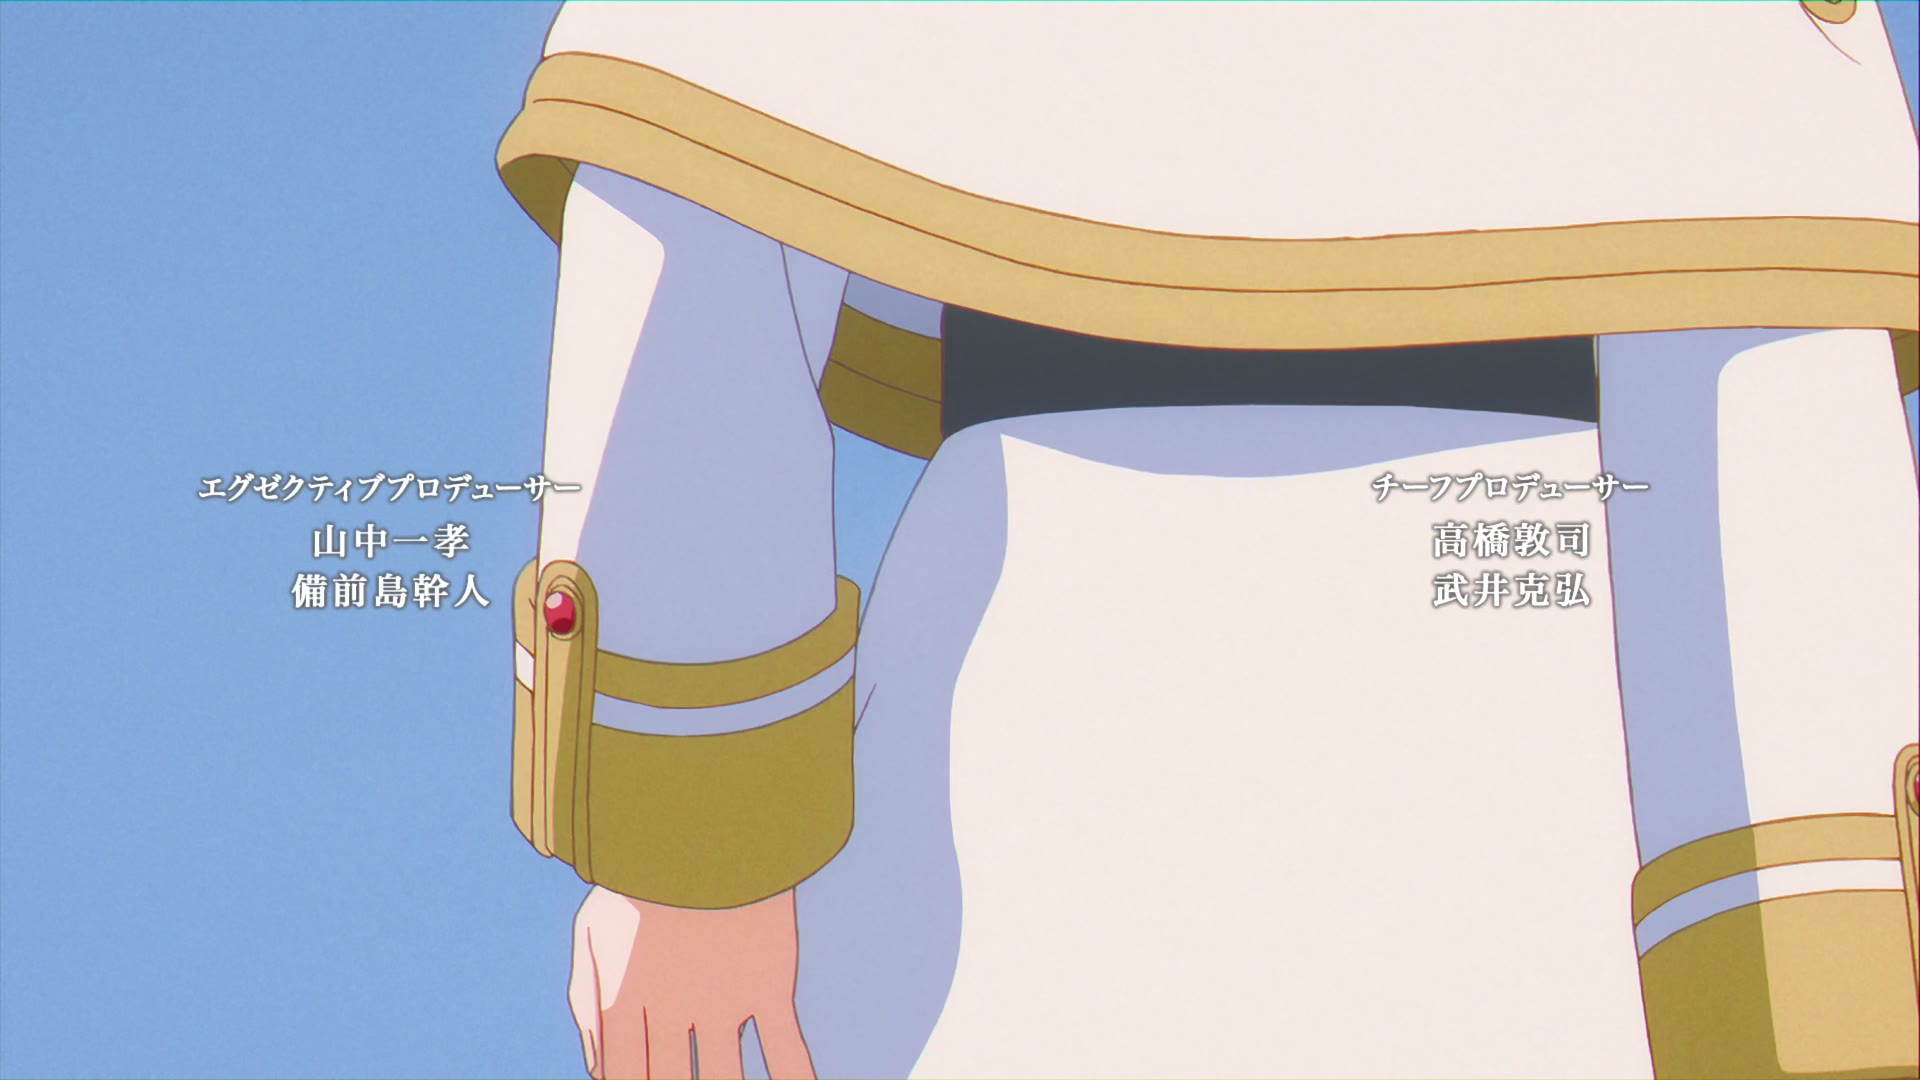 エグゼクティブプロデューサー
山中一孝
備前島幹人
チーフプロデューサー
高橋敦司
武井克弘